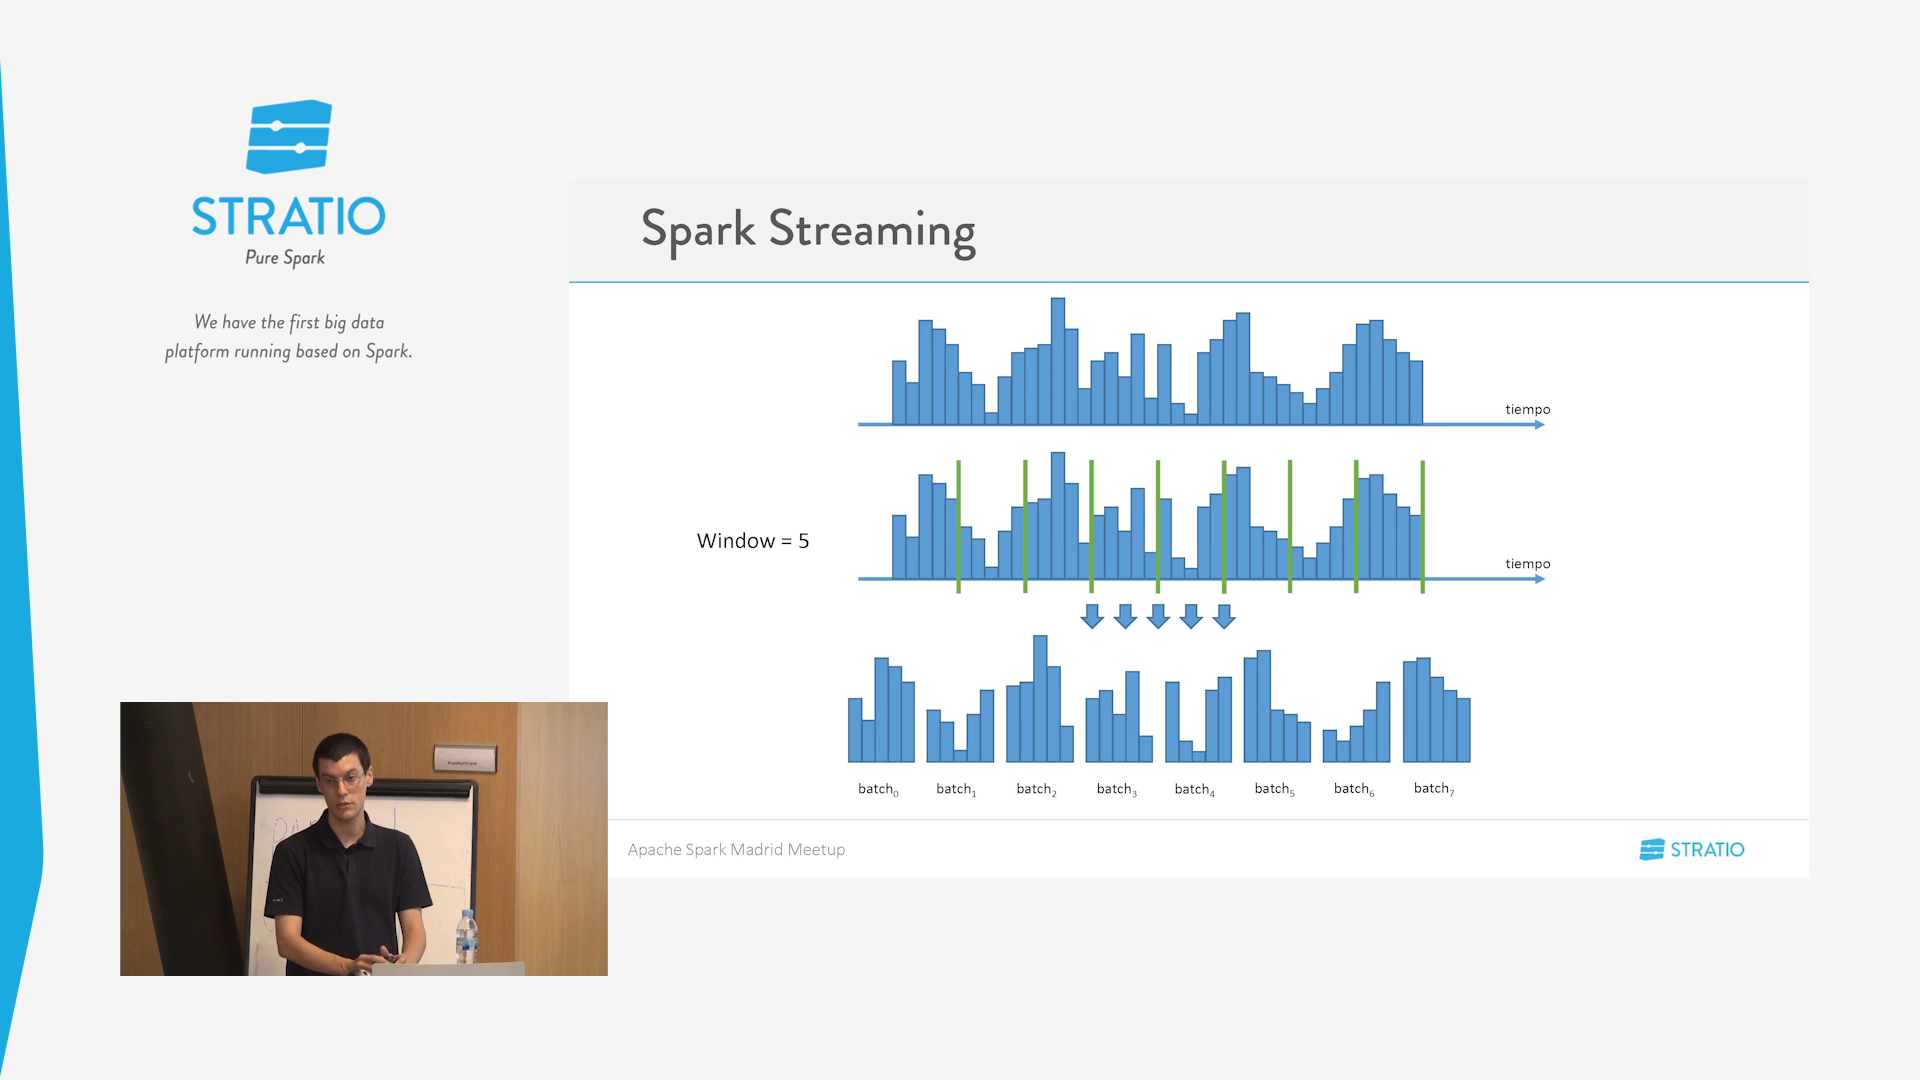 STRATIO
Pure Spark
We have the first big data
platform running based on Spark.
Spark Streaming
tiempo
Window = 5
tiempo
batch0 batch1 batch2 batch3 batch4 batch5 batch6 batch7
Apache Spark Madrid Meetup
STRATIO